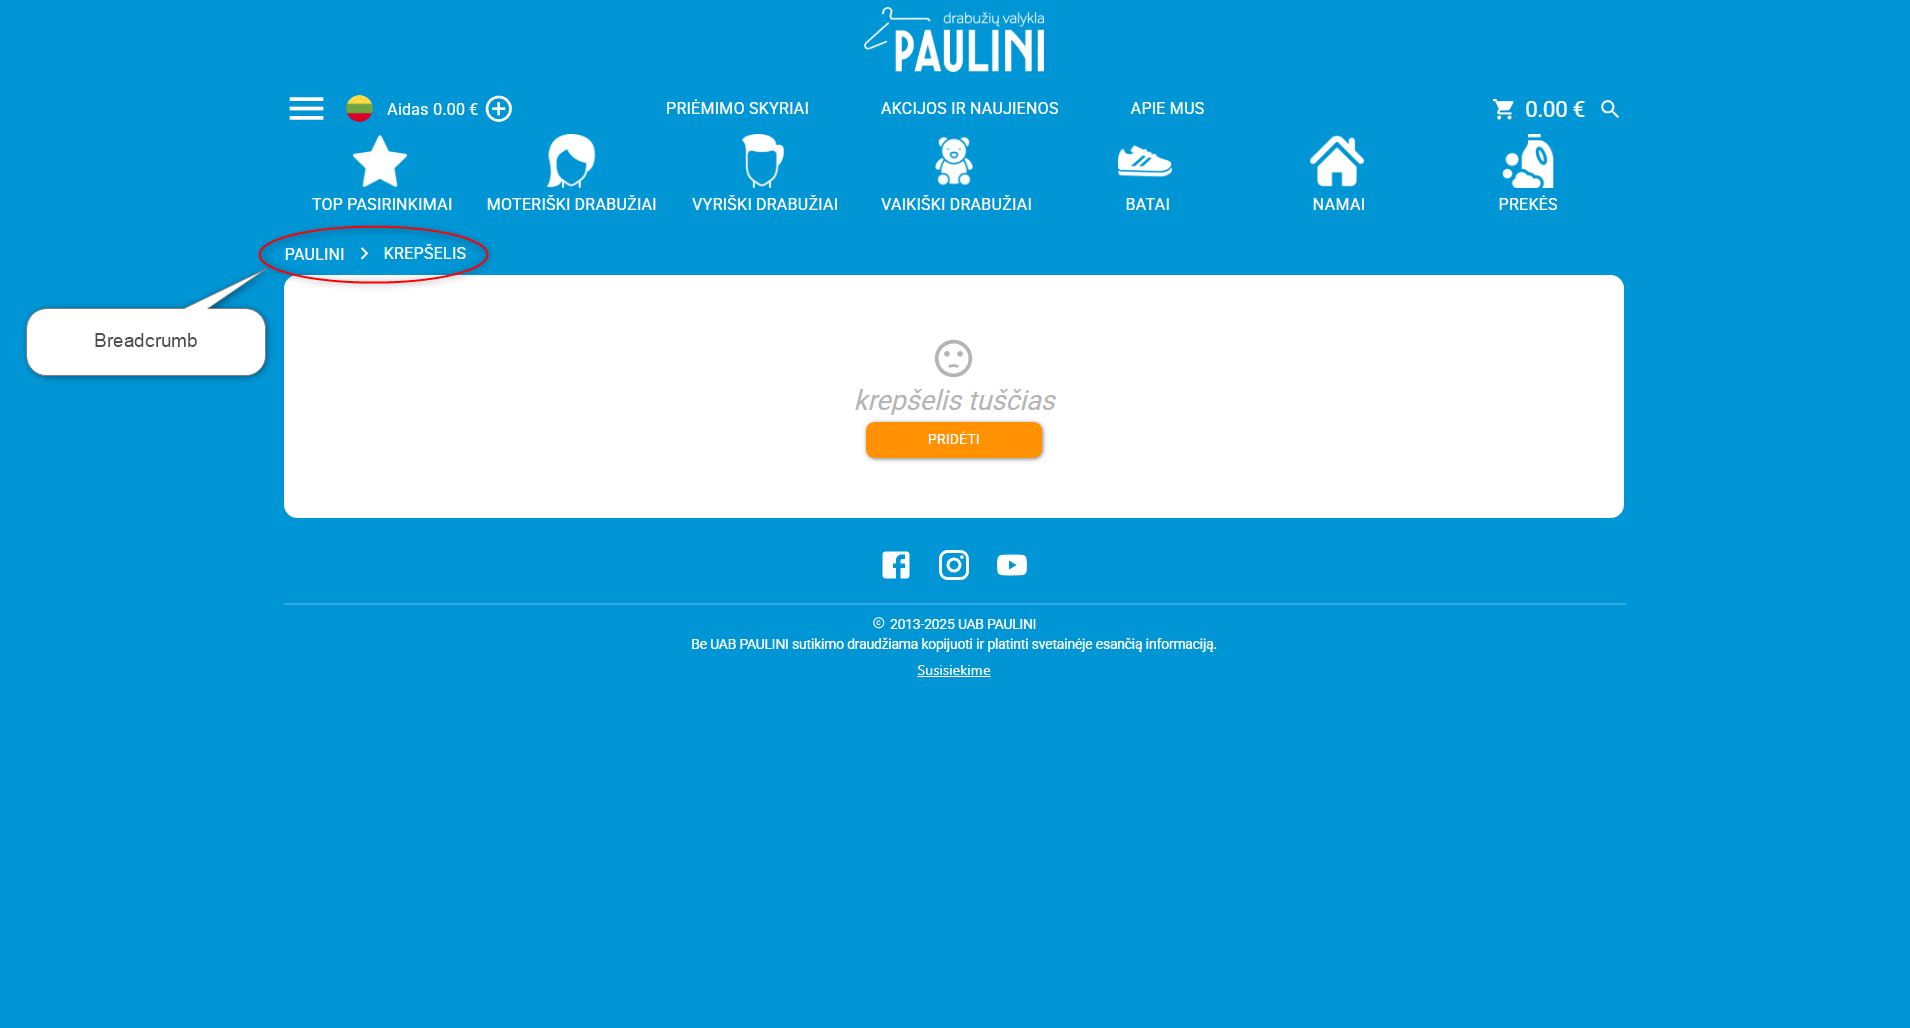 drabužių valykla
PAULINI
Aidas 0.00 €
PRIĖMIMO SKYRIAI
AKCIJOS IR NAUJIENOS
APIE MUS
0.00 €
TOP PASIRINKIMAI
MOTERIŠKI DRABUŽIAI
VYRIŠKI DRABUŽIAI
VAIKIŠKI DRABUŽIAI
BATAI
NAMAI
PREKĖS
PAULINI > KREPŠELIS
Breadcrumb
krepšelis tuščias
PRIDĖTI
© 2013-2025 UAB PAULINI
Be UAB PAULINI sutikimo draudžiama kopijuoti ir platinti svetainėje esančią informaciją.
Susisiekime